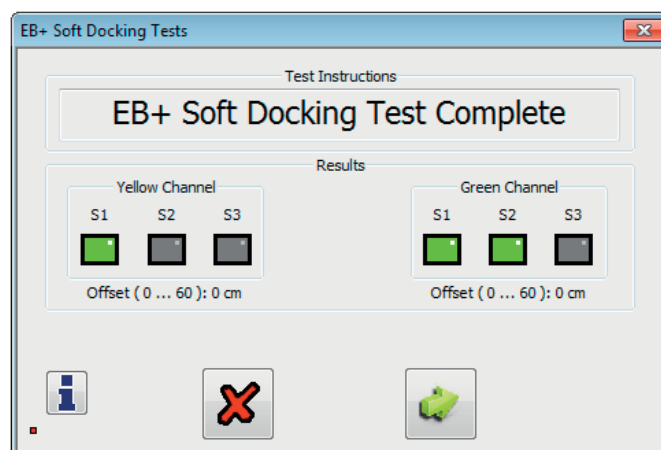 EB+ Soft Docking Tests
Test Instructions
EB+ Soft Docking Test Complete
Results
Yellow Channel
S1 S2 S3
Offset ( 0 ... 60 ): 0 cm
Green Channel
S1 S2 S3
Offset ( 0 ... 60 ): 0 cm